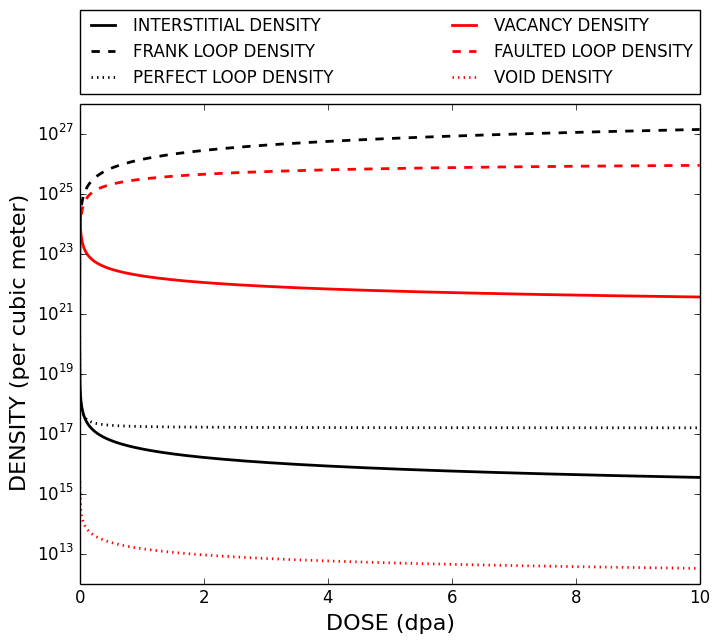 INTERSTITIAL DENSITY
FRANK LOOP DENSITY
PERFECT LOOP DENSITY
VACANCY DENSITY
FAULTED LOOP DENSITY
VOID DENSITY
DENSITY (per cubic meter)
10^27
10^25
10^23
10^21
10^19
10^17
10^15
10^13
0 2 4 6 8 10
DOSE (dpa)